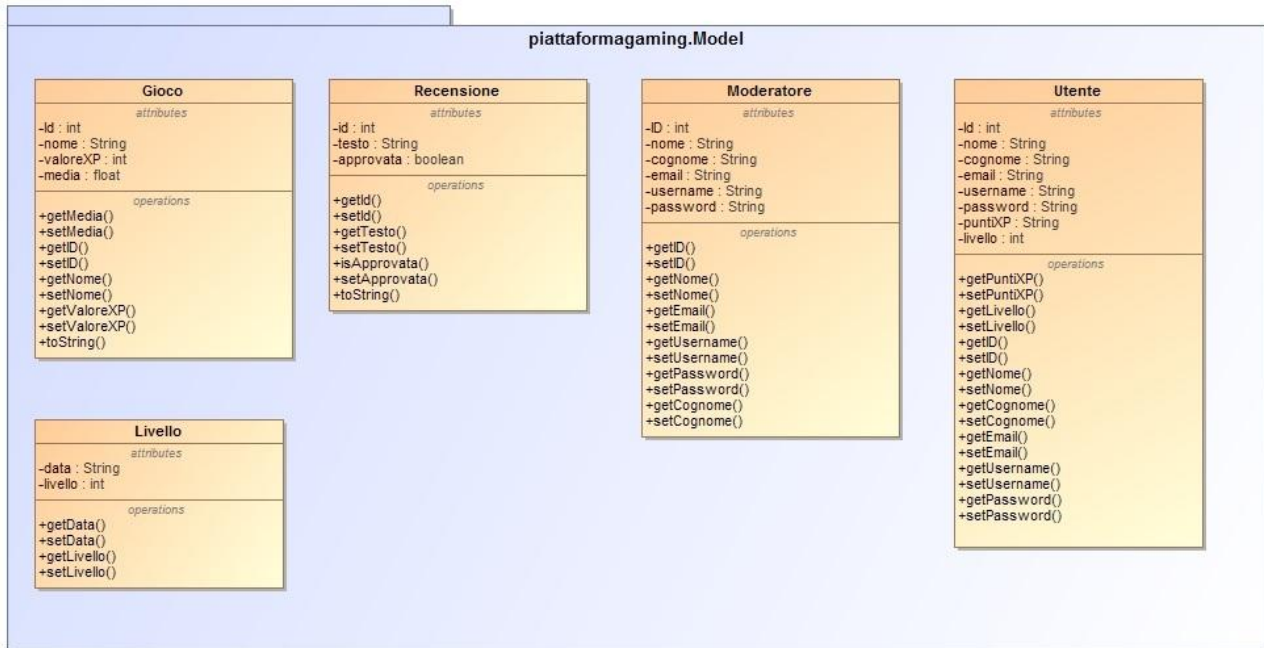 piattaformagaming.Model
Gioco
attributes
-Id : int
-nome : String
-valoreXP : int
-media : float
operations
+getMedia()
+setMedia()
+getID()
+setID()
+getNome()
+setNome()
+getValoreXP()
+setValoreXP()
+toString()
Recensione
attributes
-id : int
-testo : String
-approvata : boolean
operations
+getId()
+setId()
+getTesto()
+setTesto()
+isApprovata()
+setApprovata()
+toString()
Moderatore
attributes
-ID : int
-nome : String
-cognome : String
-email : String
-username : String
-password : String
operations
+getID()
+setID()
+getNome()
+setNome()
+getEmail()
+setEmail()
+getUsername()
+setUsername()
+getPassword()
+setPassword()
+getCognome()
+setCognome()
Utente
attributes
-Id : int
-nome : String
-cognome : String
-email : String
-username : String
-password : String
-puntiXP : String
-livello : int
operations
+getPuntiXP()
+setPuntiXP()
+getLivello()
+setLivello()
+getID()
+setID()
+getNome()
+setNome()
+getCognome()
+setCognome()
+getEmail()
+setEmail()
+getUsername()
+setUsername()
+getPassword()
+setPassword()
Livello
attributes
-data : String
-livello : int
operations
+getData()
+setData()
+getLivello()
+setLivello()